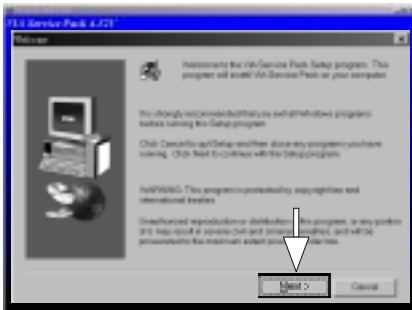 VIA Service Pack 4.43V
Welcome
Welcome to the VIA Service Pack Setup program. This
program will install VIA Service Pack on your computer.
It is strongly recommended that you exit all Windows programs
before running this Setup program.
Click Cancel to quit Setup and then close any programs you have
running. Click Next to continue with the Setup program.
WARNING: This program is protected by copyright law and
international treaties.
Unauthorized reproduction or distribution of this program, or any portion
of it, may result in severe civil and criminal penalties, and will be
prosecuted to the maximum extent possible under law.
Next >
Cancel